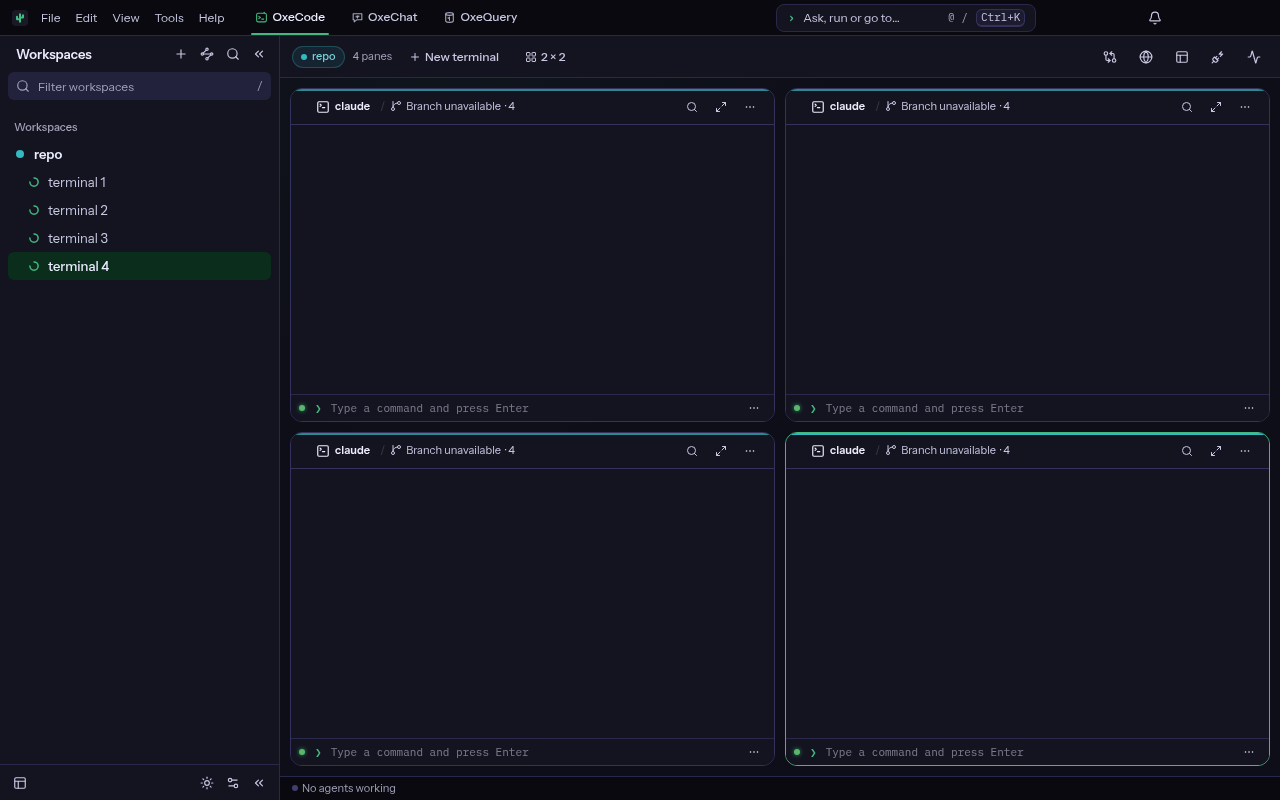 File Edit View Tools Help OxeCode OxeChat OxeQuery Ask, run or go to… @ / Ctrl+K
Workspaces
Filter workspaces /
Workspaces
repo
terminal 1
terminal 2
terminal 3
terminal 4
repo 4 panes New terminal 2 × 2
claude / Branch unavailable · 4
Type a command and press Enter
claude / Branch unavailable · 4
Type a command and press Enter
claude / Branch unavailable · 4
Type a command and press Enter
claude / Branch unavailable · 4
Type a command and press Enter
No agents working